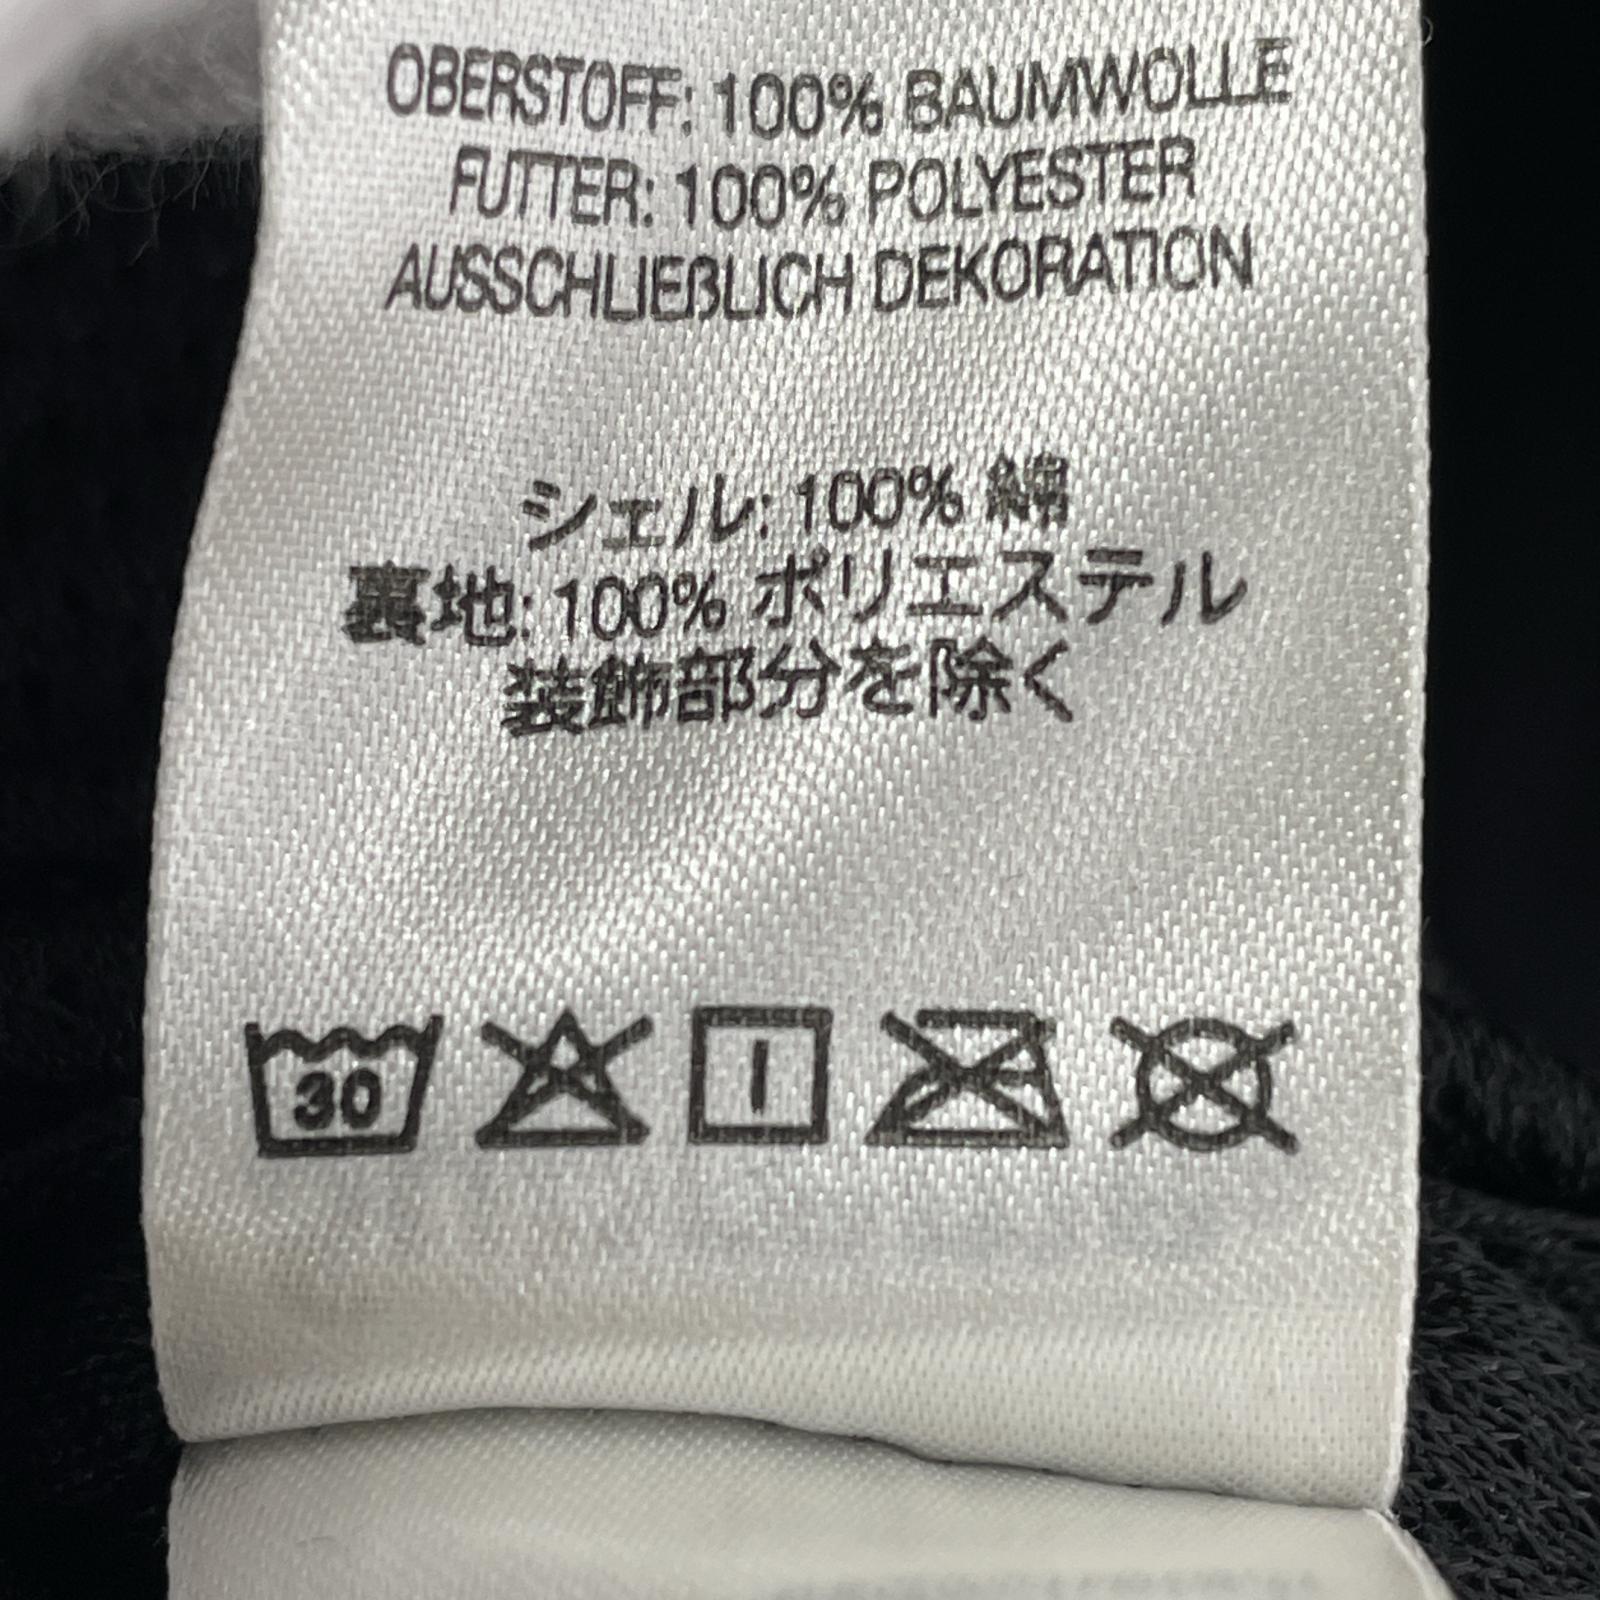 OBERSTOFF: 100% BAUMWOLLE
FUTTER: 100% POLYESTER
AUSSCHLIEßLICH DEKORATION
シェル: 100% 綿
裏地: 100% ポリエステル
装飾部分を除く
30